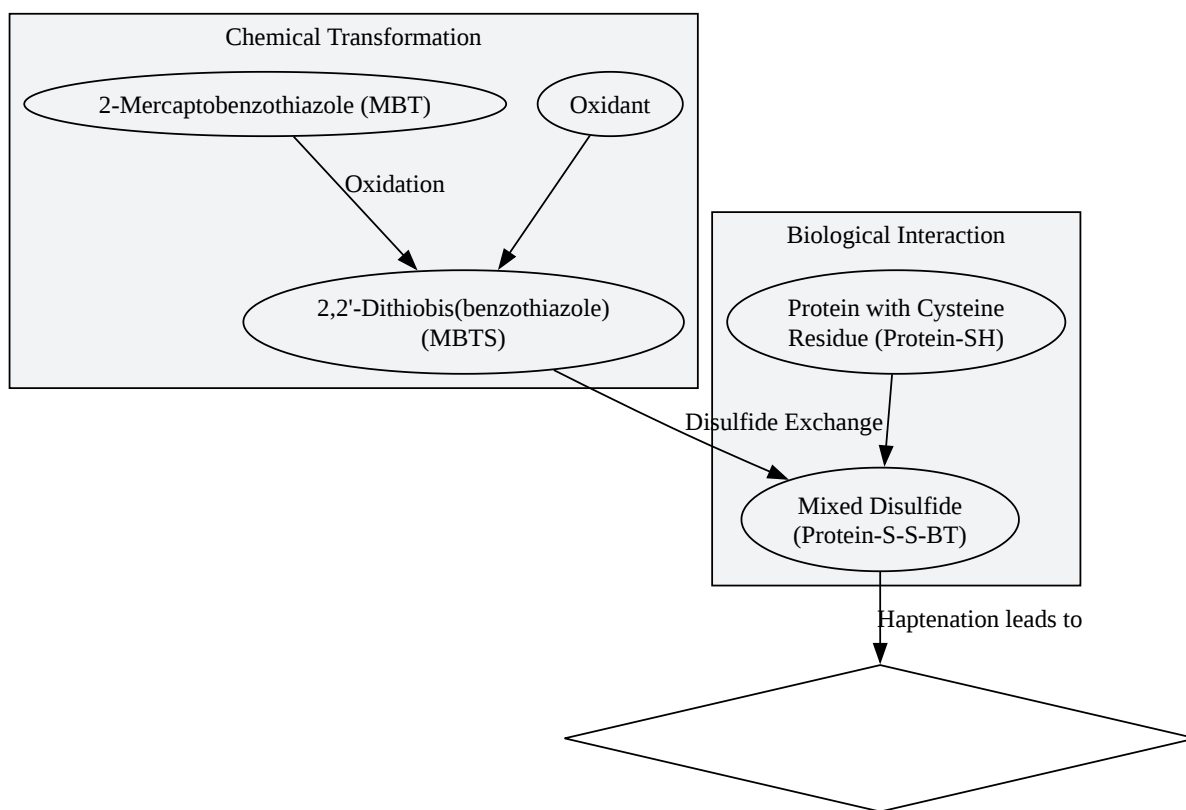 Chemical Transformation
2-Mercaptobenzothiazole (MBT)
Oxidant
Oxidation
2,2'-Dithiobis(benzothiazole)
(MBTS)
Biological Interaction
Protein with Cysteine
Residue (Protein-SH)
Disulfide Exchange
Mixed Disulfide
(Protein-S-S-BT)
Haptenation leads to